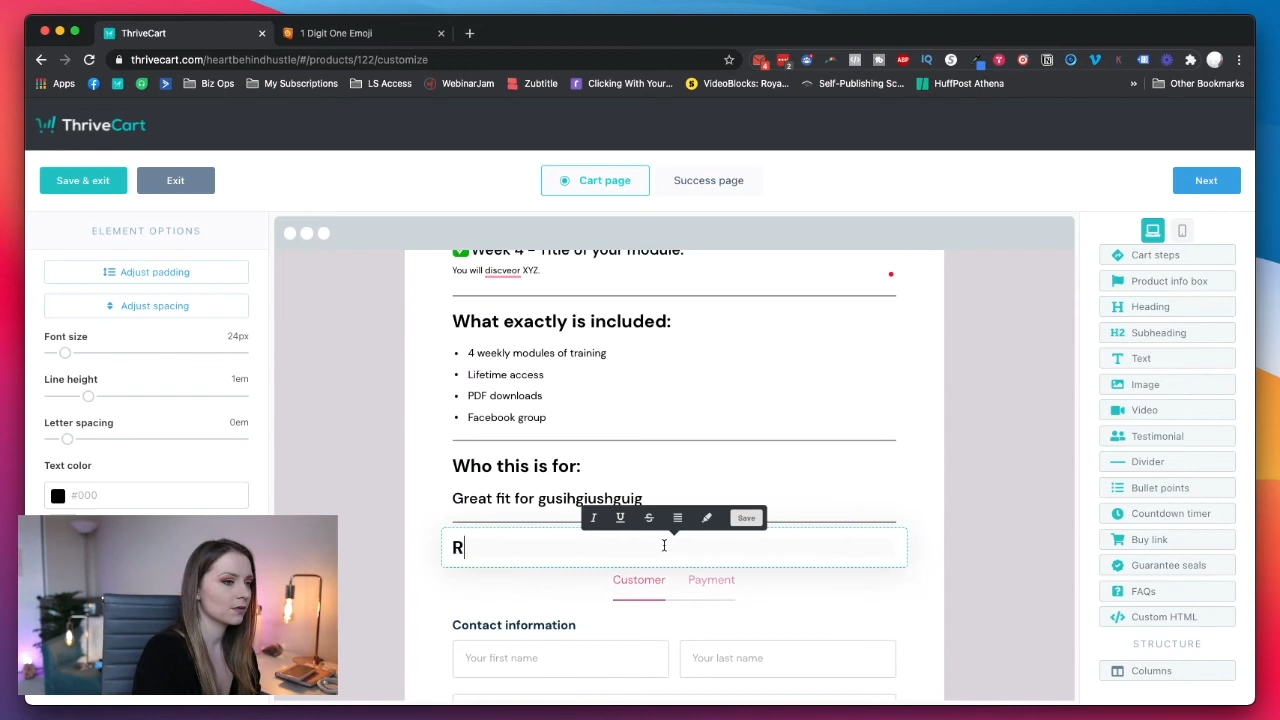 ThriveCart
1 Digit One Emoji
thrivecart.com/heartbehindhustle/#/products/122/customize
Apps
Biz Ops
My Subscriptions
LS Access
WebinarJam
Zubtitle
Clicking With Your...
VideoBlocks: Roya...
Self-Publishing Sc...
HuffPost Athena
Other Bookmarks
ThriveCart
Save & exit
Exit
Cart page
Success page
Next
ELEMENT OPTIONS
Adjust padding
Adjust spacing
Font size
24px
Line height
1em
Letter spacing
0em
Text color
#000
Week 4 - Title of your module.
You will discveor XYZ.
What exactly is included:
• 4 weekly modules of training
• Lifetime access
• PDF downloads
• Facebook group
Who this is for:
Great fit for gusihgiushguig
Save
R
Customer
Payment
Contact information
Your first name
Your last name
Cart steps
Product info box
H Heading
H2 Subheading
T Text
Image
Video
Testimonial
Divider
Bullet points
Countdown timer
Buy link
Guarantee seals
FAQs
Custom HTML
STRUCTURE
Columns